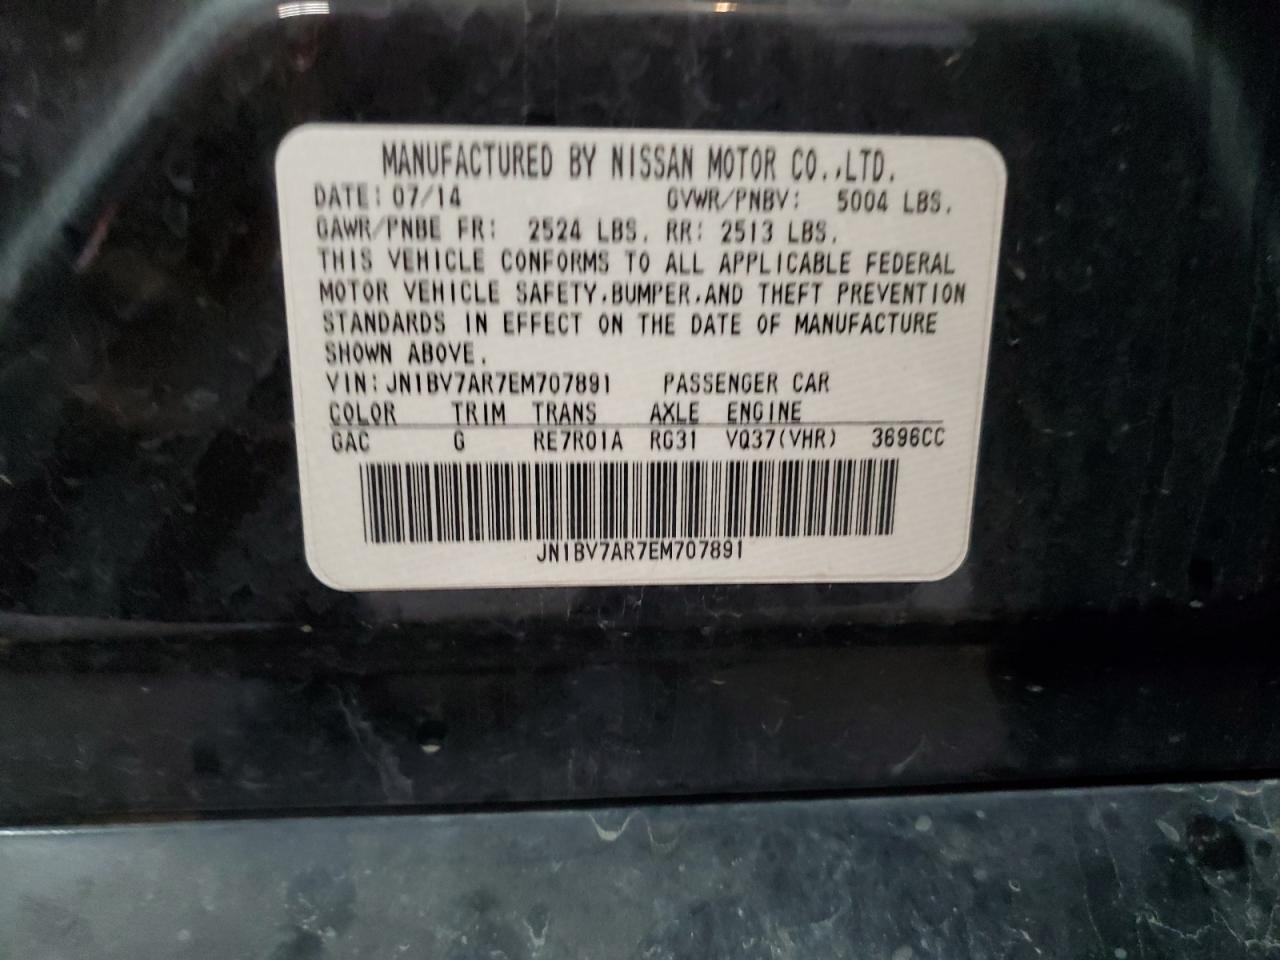 MANUFACTURED BY NISSAN MOTOR CO.,LTD.
DATE: 07/14 GVWR/PNBV: 5004 LBS.
GAWR/PNBE FR: 2524 LBS. RR: 2513 LBS.
THIS VEHICLE CONFORMS TO ALL APPLICABLE FEDERAL
MOTOR VEHICLE SAFETY,BUMPER,AND THEFT PREVENTION
STANDARDS IN EFFECT ON THE DATE OF MANUFACTURE
SHOWN ABOVE.
VIN: JN1BV7AR7EM707891 PASSENGER CAR
COLOR TRIM TRANS AXLE ENGINE
GAC G RE7R01A RG31 VQ37(VHR) 3696CC
JN1BV7AR7EM707891